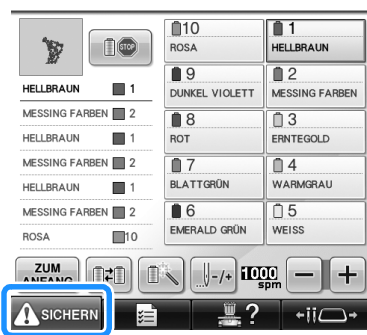 STOP
HELLBRAUN 1
MESSING FARBEN 2
HELLBRAUN 1
MESSING FARBEN 2
HELLBRAUN 1
MESSING FARBEN 2
ROSA 10
10
ROSA
1
HELLBRAUN
9
DUNKEL VIOLETT
2
MESSING FARBEN
8
ROT
3
ERNTEGOLD
7
BLATTGRÜN
4
WARMGRAU
6
EMERALD GRÜN
5
WEISS
ZUM
ANFANG
-/+
1000
spm
- +
SICHERN
?